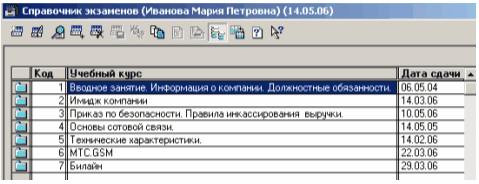 Справочник экзаменов (Иванова Мария Петровна) (14.05.06)
Код Учебный курс Дата сдачи
1 Вводное занятие. Информация о компании. Должностные обязанности. 06.05.04
2 Имидж компании 14.03.06
3 Приказ по безопасности. Правила инкассирования выручки. 10.05.06
4 Основы сотовой связи. 14.05.05
5 Технические характеристики. 14.02.06
6 МТС.GSM 22.03.06
7 Билайн 29.03.06